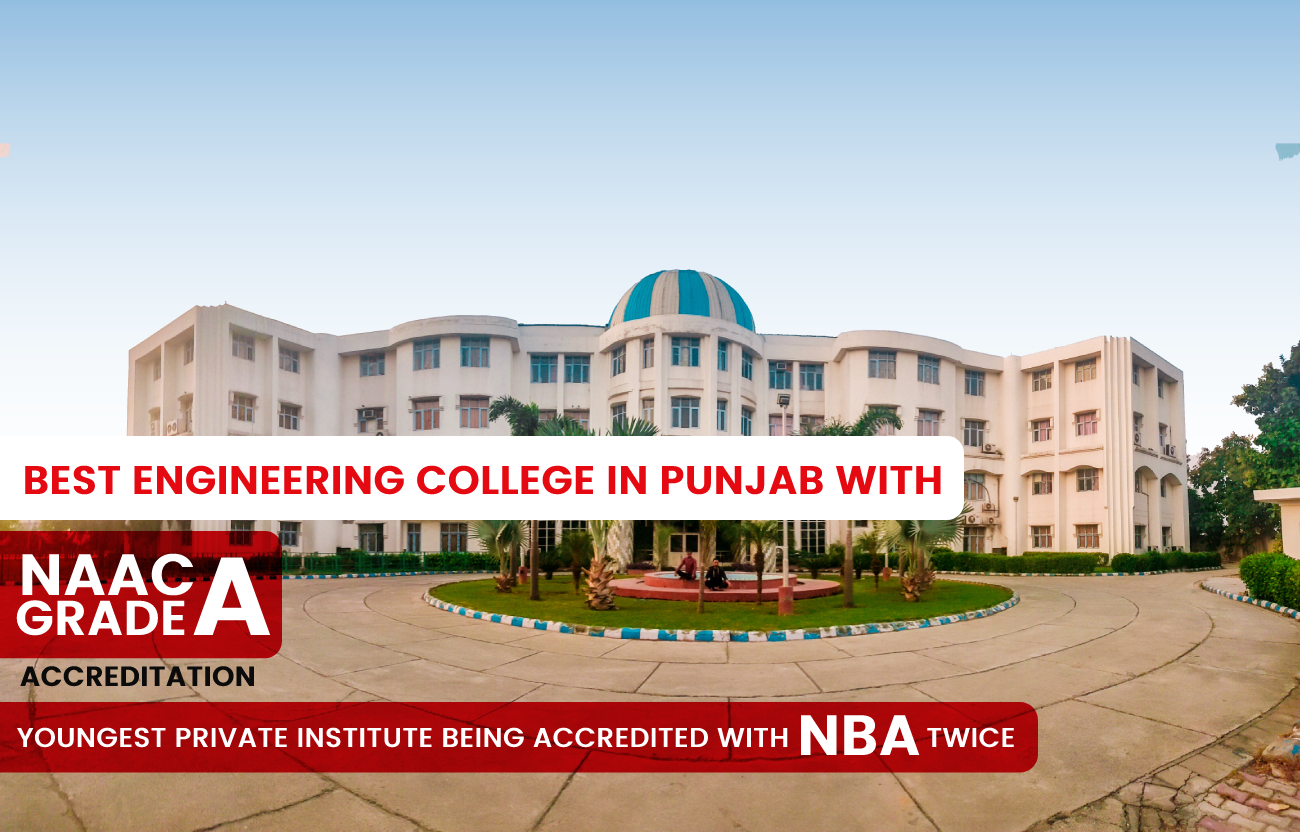 BEST ENGINEERING COLLEGE IN PUNJAB WITH
NAAC
GRADE A
ACCREDITATION
YOUNGEST PRIVATE INSTITUTE BEING ACCREDITED WITH NBA TWICE